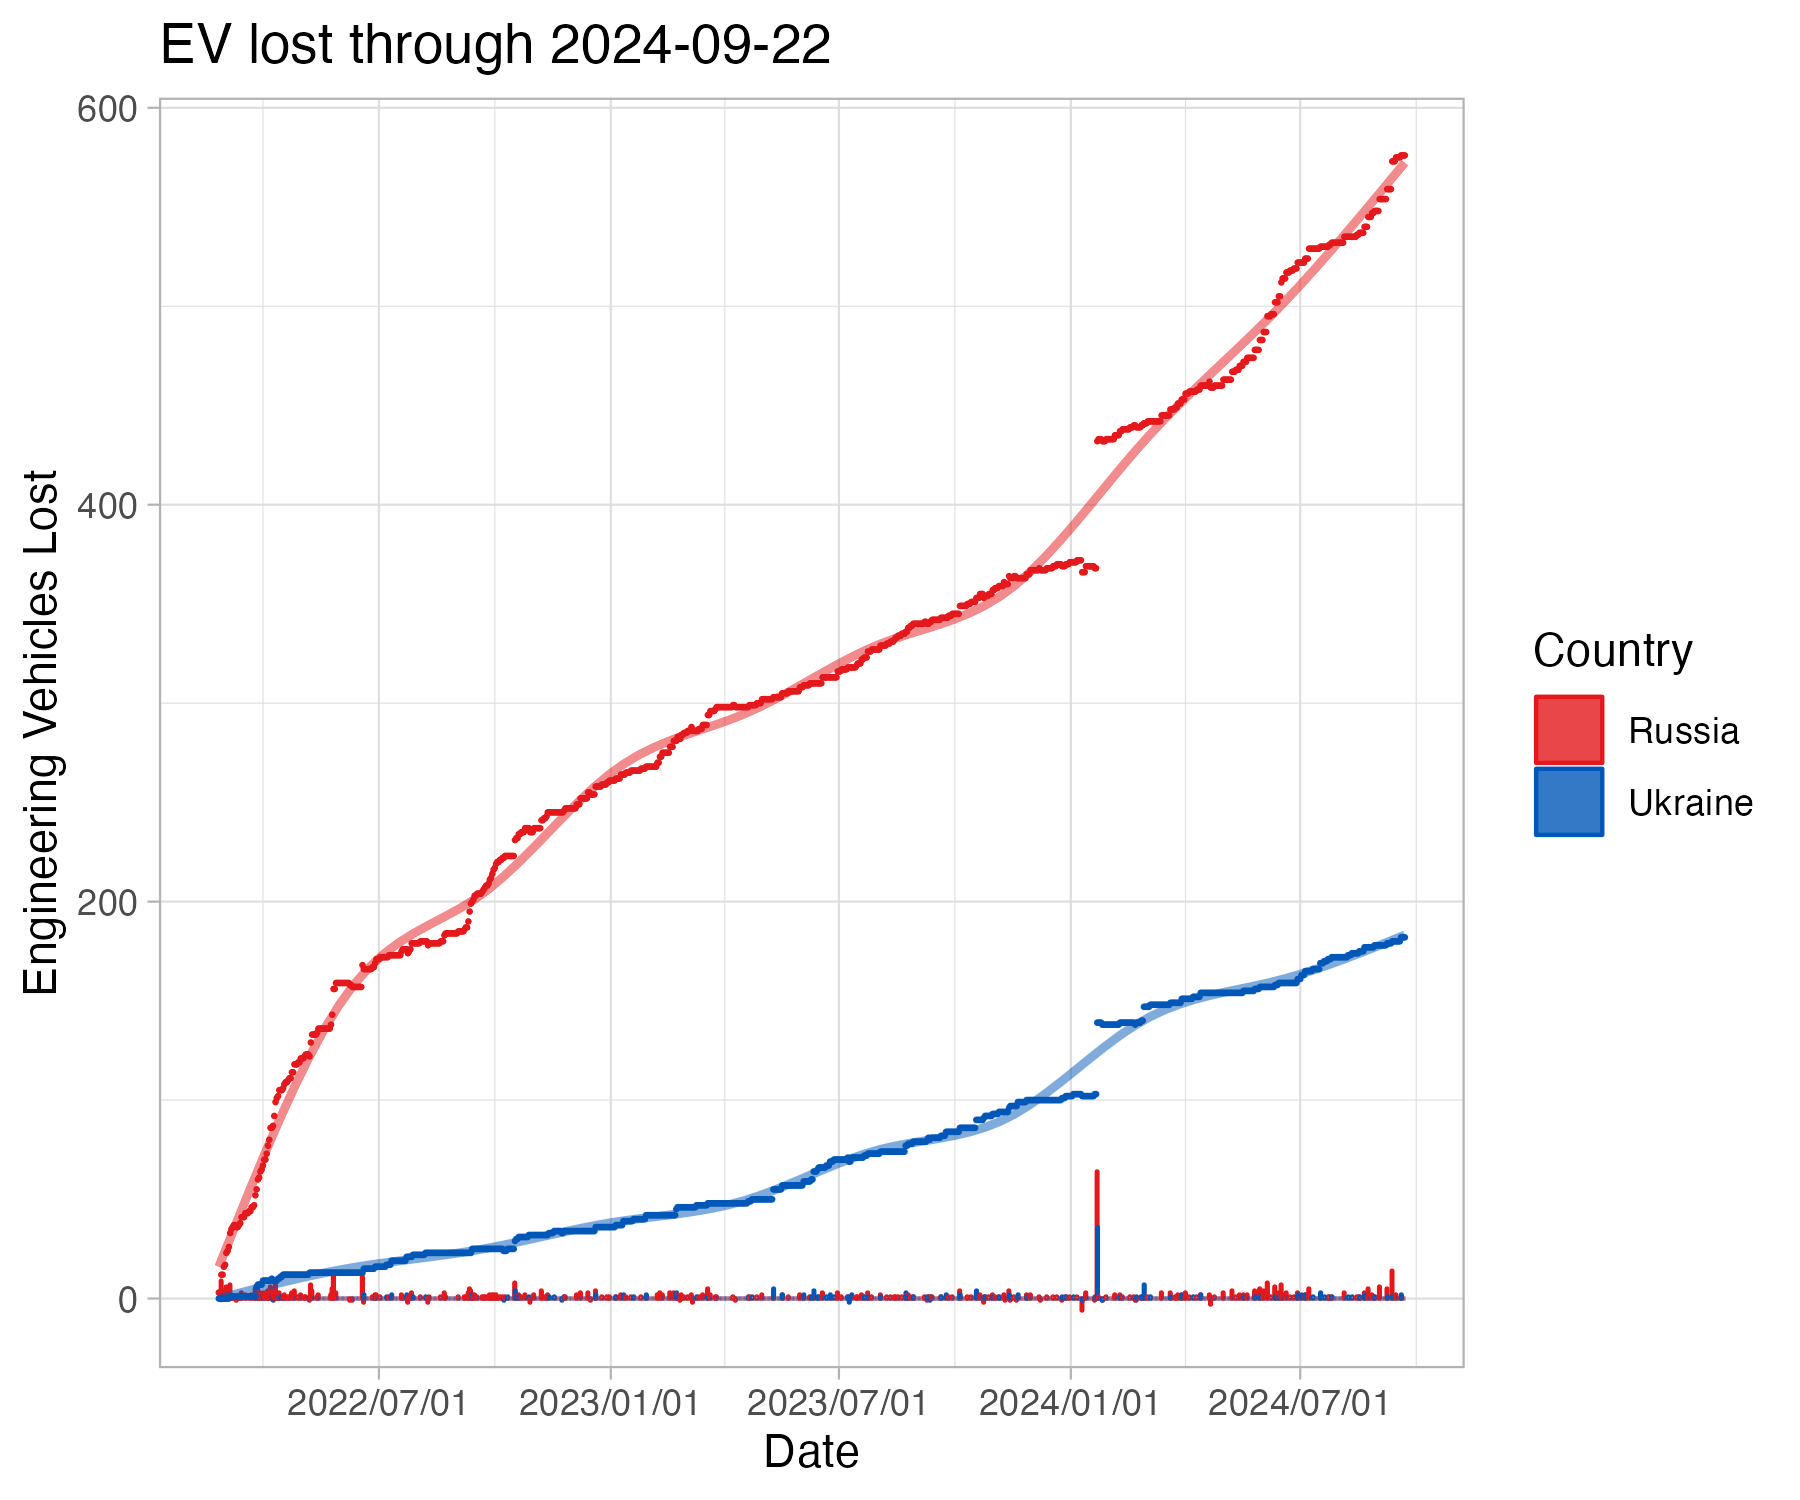 EV lost through 2024-09-22
Engineering Vehicles Lost
600
400
200
0
2022/07/01
2023/01/01
2023/07/01
2024/01/01
2024/07/01
Date
Country
Russia
Ukraine